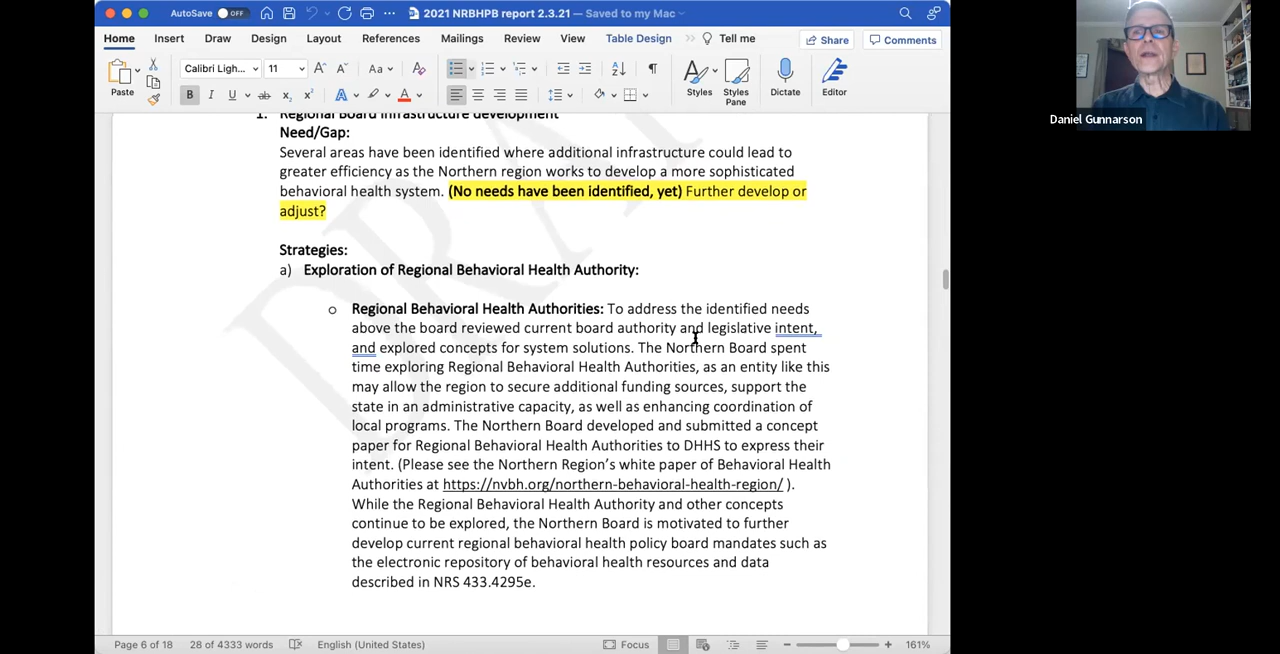 AutoSave OFF 2021 NRBHPB report 2.3.21 — Saved to my Mac
Home Insert Draw Design Layout References Mailings Review View Table Design Tell me Share Comments
Paste Calibri Ligh... 11 Aa Styles Styles Pane Dictate Editor
Daniel Gunnarson
1. Regional Board infrastructure development
Need/Gap:
Several areas have been identified where additional infrastructure could lead to
greater efficiency as the Northern region works to develop a more sophisticated
behavioral health system. (No needs have been identified, yet) Further develop or
adjust?
Strategies:
a) Exploration of Regional Behavioral Health Authority:
o Regional Behavioral Health Authorities: To address the identified needs
above the board reviewed current board authority and legislative intent,
and explored concepts for system solutions. The Northern Board spent
time exploring Regional Behavioral Health Authorities, as an entity like this
may allow the region to secure additional funding sources, support the
state in an administrative capacity, as well as enhancing coordination of
local programs. The Northern Board developed and submitted a concept
paper for Regional Behavioral Health Authorities to DHHS to express their
intent. (Please see the Northern Region's white paper of Behavioral Health
Authorities at https://nvbh.org/northern-behavioral-health-region/ ).
While the Regional Behavioral Health Authority and other concepts
continue to be explored, the Northern Board is motivated to further
develop current regional behavioral health policy board mandates such as
the electronic repository of behavioral health resources and data
described in NRS 433.4295e.
DRAFT
Page 6 of 18 28 of 4333 words English (United States) Focus 161%